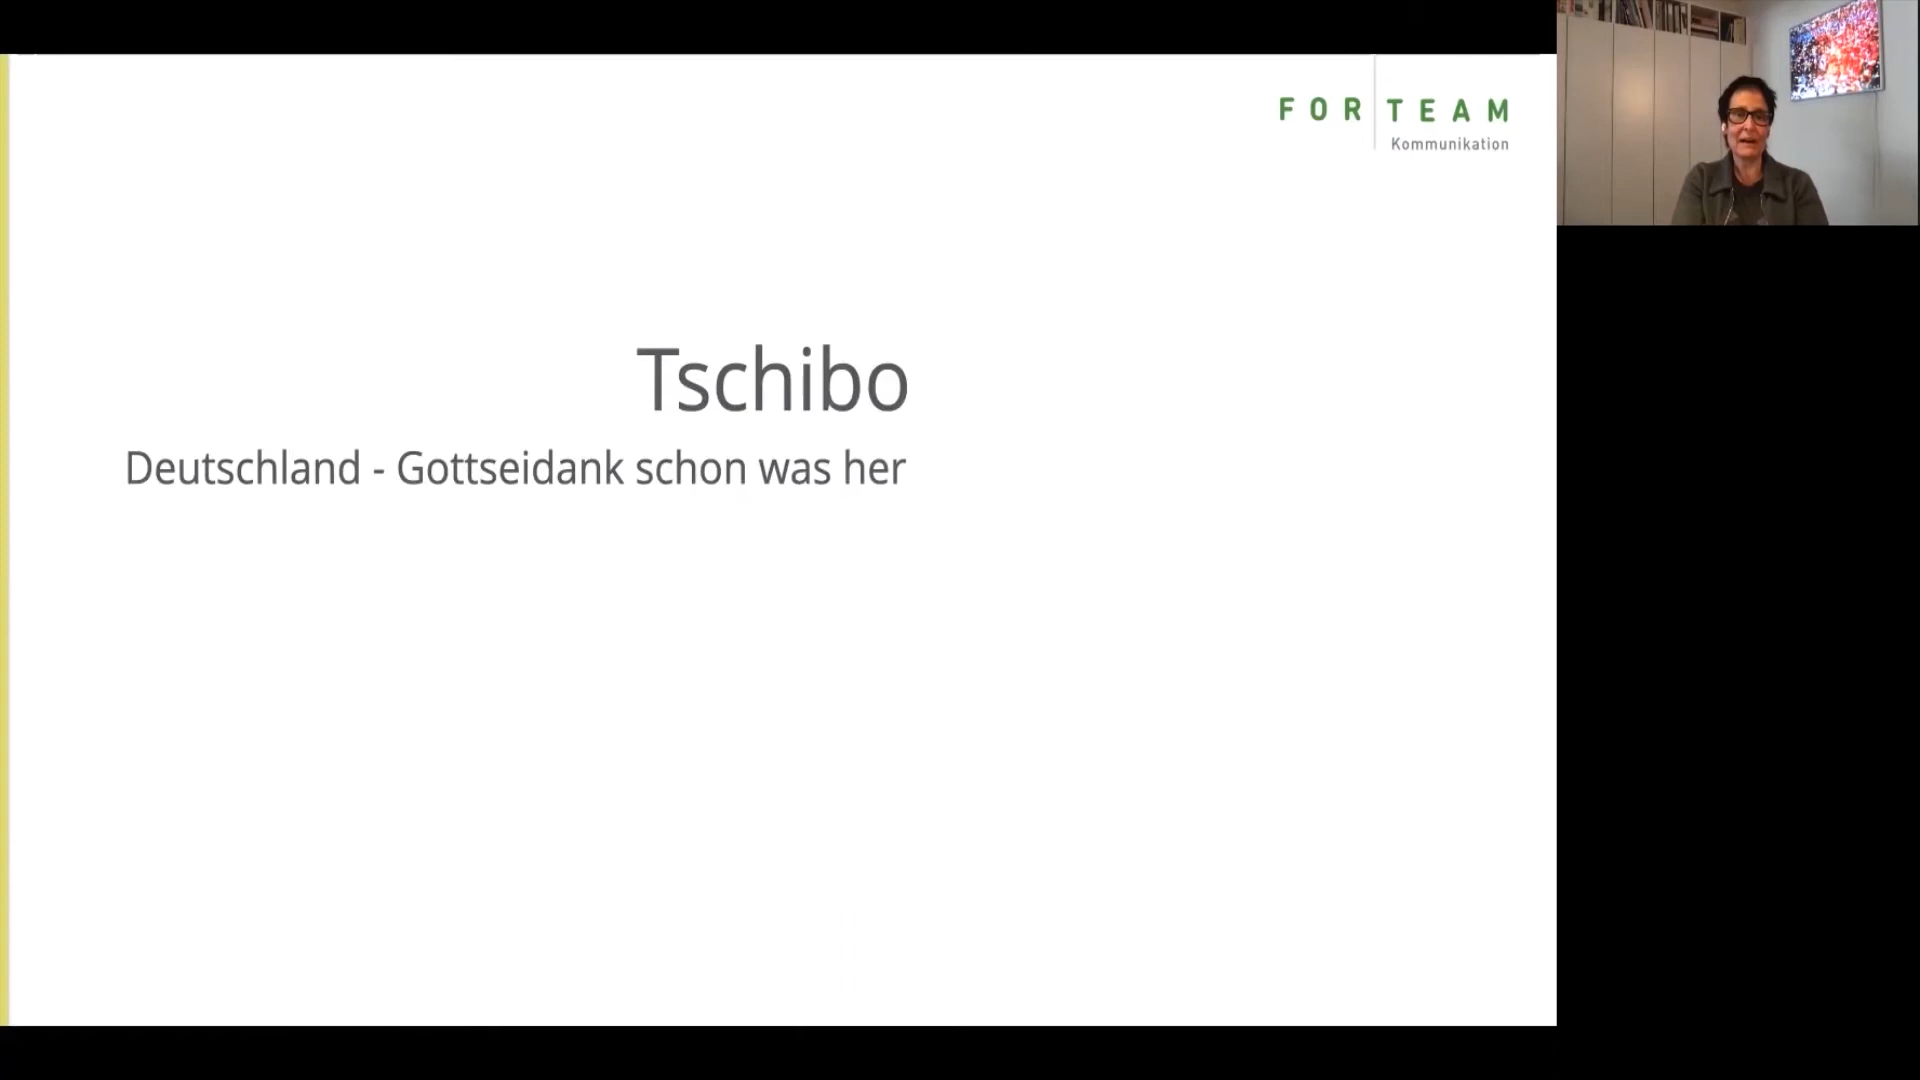 FOR TEAM
Kommunikation
Tschibo
Deutschland - Gottseidank schon was her